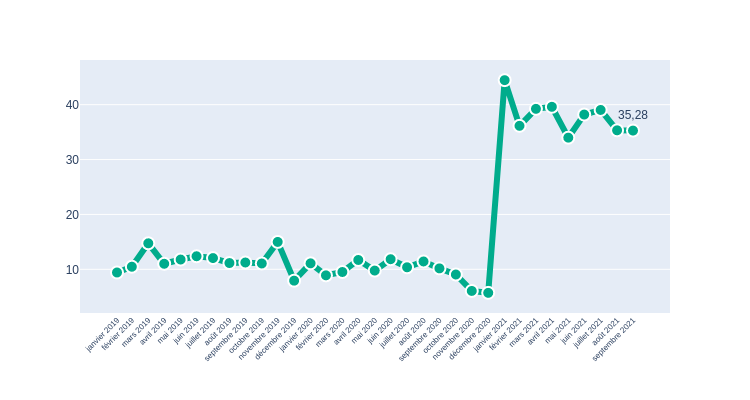 40
30
20
10
35,28
janvier 2019
février 2019
mars 2019
avril 2019
mai 2019
juin 2019
juillet 2019
août 2019
septembre 2019
octobre 2019
novembre 2019
décembre 2019
janvier 2020
février 2020
mars 2020
avril 2020
mai 2020
juin 2020
juillet 2020
août 2020
septembre 2020
octobre 2020
novembre 2020
décembre 2020
janvier 2021
février 2021
mars 2021
avril 2021
mai 2021
juin 2021
juillet 2021
août 2021
septembre 2021